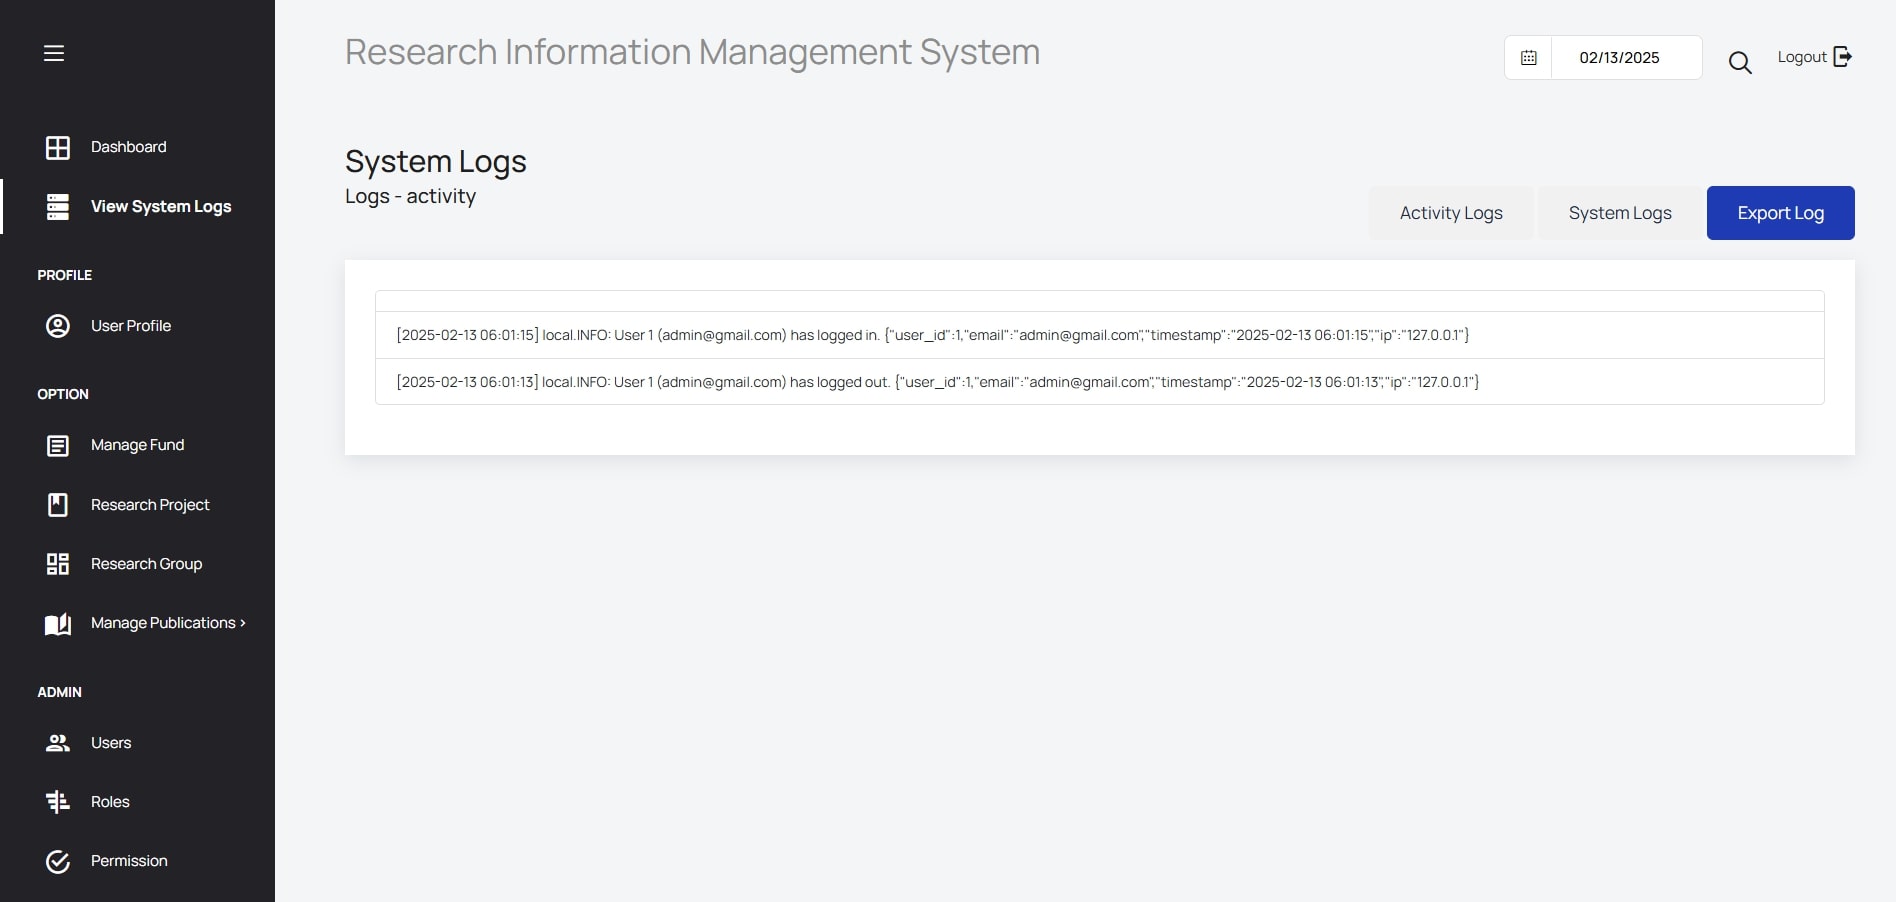 Research Information Management System
02/13/2025
Logout
Dashboard
View System Logs
PROFILE
User Profile
OPTION
Manage Fund
Research Project
Research Group
Manage Publications >
ADMIN
Users
Roles
Permission
System Logs
Logs - activity
Activity Logs
System Logs
Export Log
[2025-02-13 06:01:15] local.INFO: User 1 (admin@gmail.com) has logged in. {"user_id":1,"email":"admin@gmail.com","timestamp":"2025-02-13 06:01:15","ip":"127.0.0.1"}
[2025-02-13 06:01:13] local.INFO: User 1 (admin@gmail.com) has logged out. {"user_id":1,"email":"admin@gmail.com","timestamp":"2025-02-13 06:01:13","ip":"127.0.0.1"}